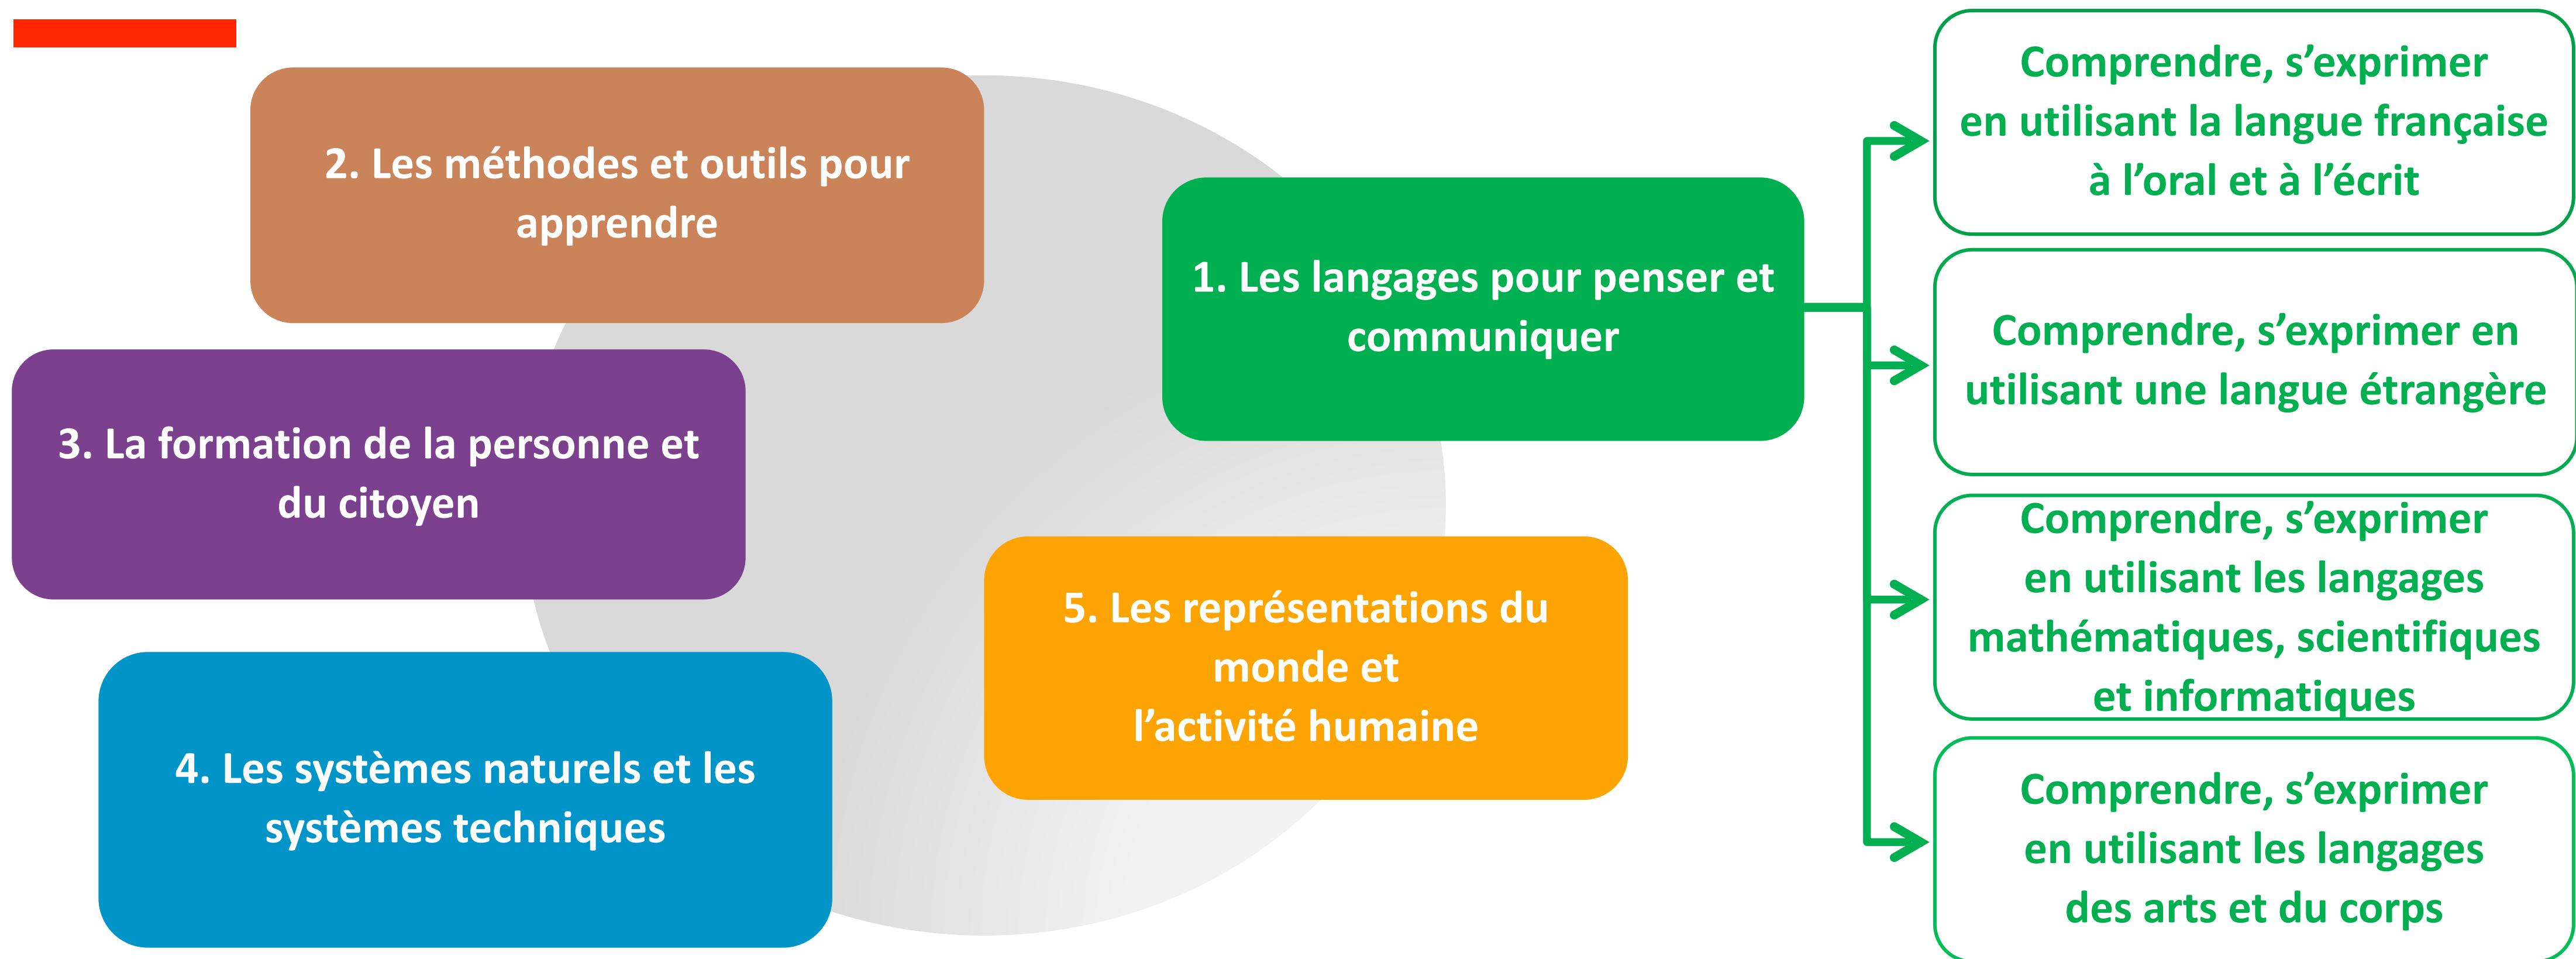 2. Les méthodes et outils pour
apprendre
1. Les langages pour penser et
communiquer
3. La formation de la personne et
du citoyen
4. Les systèmes naturels et les
systèmes techniques
5. Les représentations du
monde et
l’activité humaine
Comprendre, s’exprimer
en utilisant la langue française
à l’oral et à l’écrit
Comprendre, s’exprimer en
utilisant une langue étrangère
Comprendre, s’exprimer
en utilisant les langages
mathématiques, scientifiques
et informatiques
Comprendre, s’exprimer
en utilisant les langages
des arts et du corps